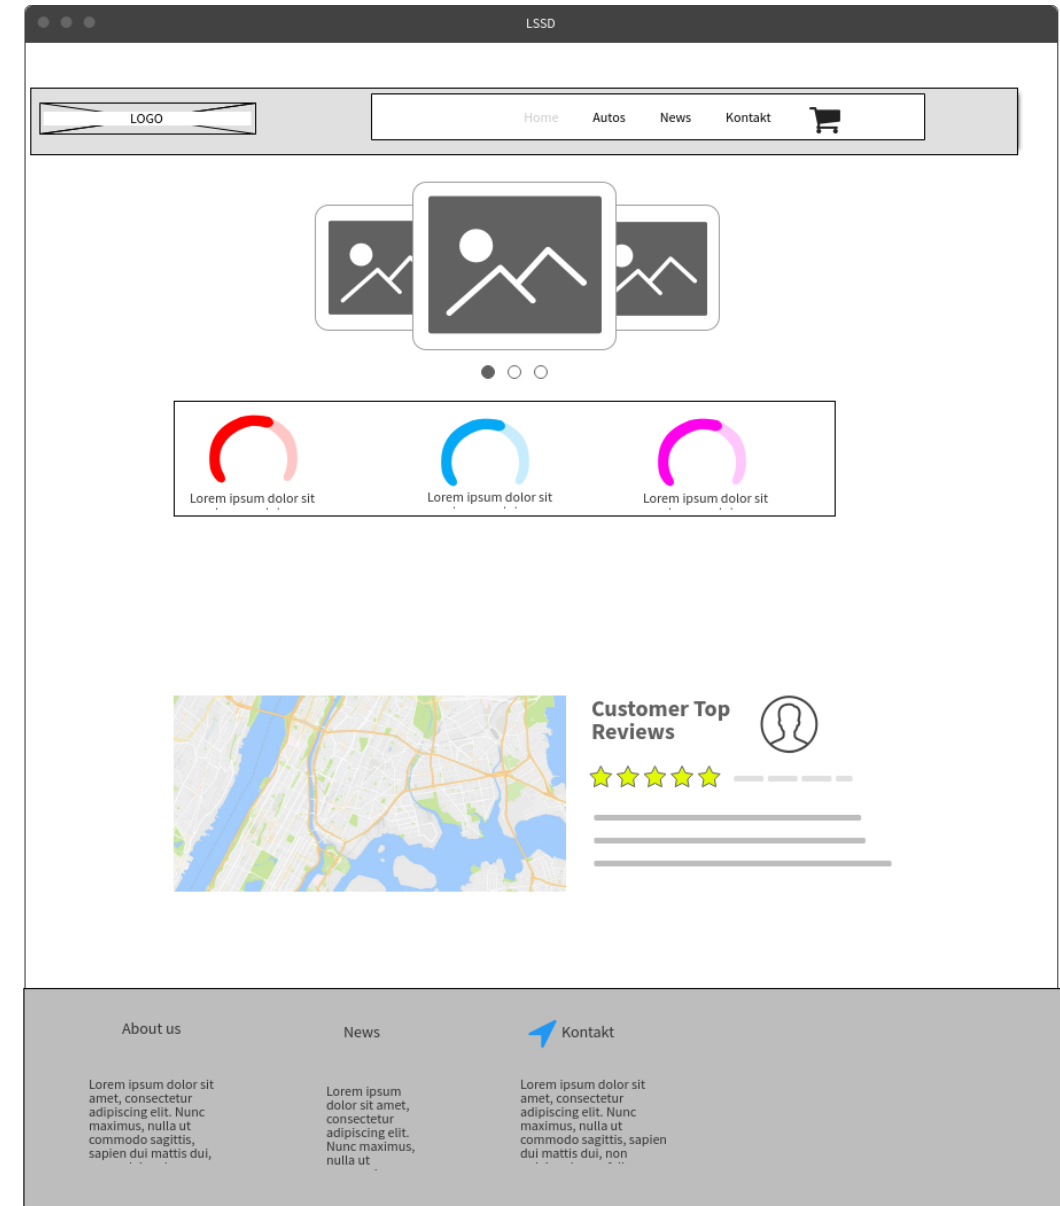 LSSD
LOGO
Home Autos News Kontakt
Lorem ipsum dolor sit
Lorem ipsum dolor sit
Lorem ipsum dolor sit
Customer Top
Reviews
About us
Lorem ipsum dolor sit
amet, consectetur
adipiscing elit. Nunc
maximus, nulla ut
commodo sagittis,
sapien dui mattis dui,
News
Lorem ipsum
dolor sit amet,
consectetur
adipiscing elit.
Nunc maximus,
nulla ut
Kontakt
Lorem ipsum dolor sit
amet, consectetur
adipiscing elit. Nunc
maximus, nulla ut
commodo sagittis, sapien
dui mattis dui, non